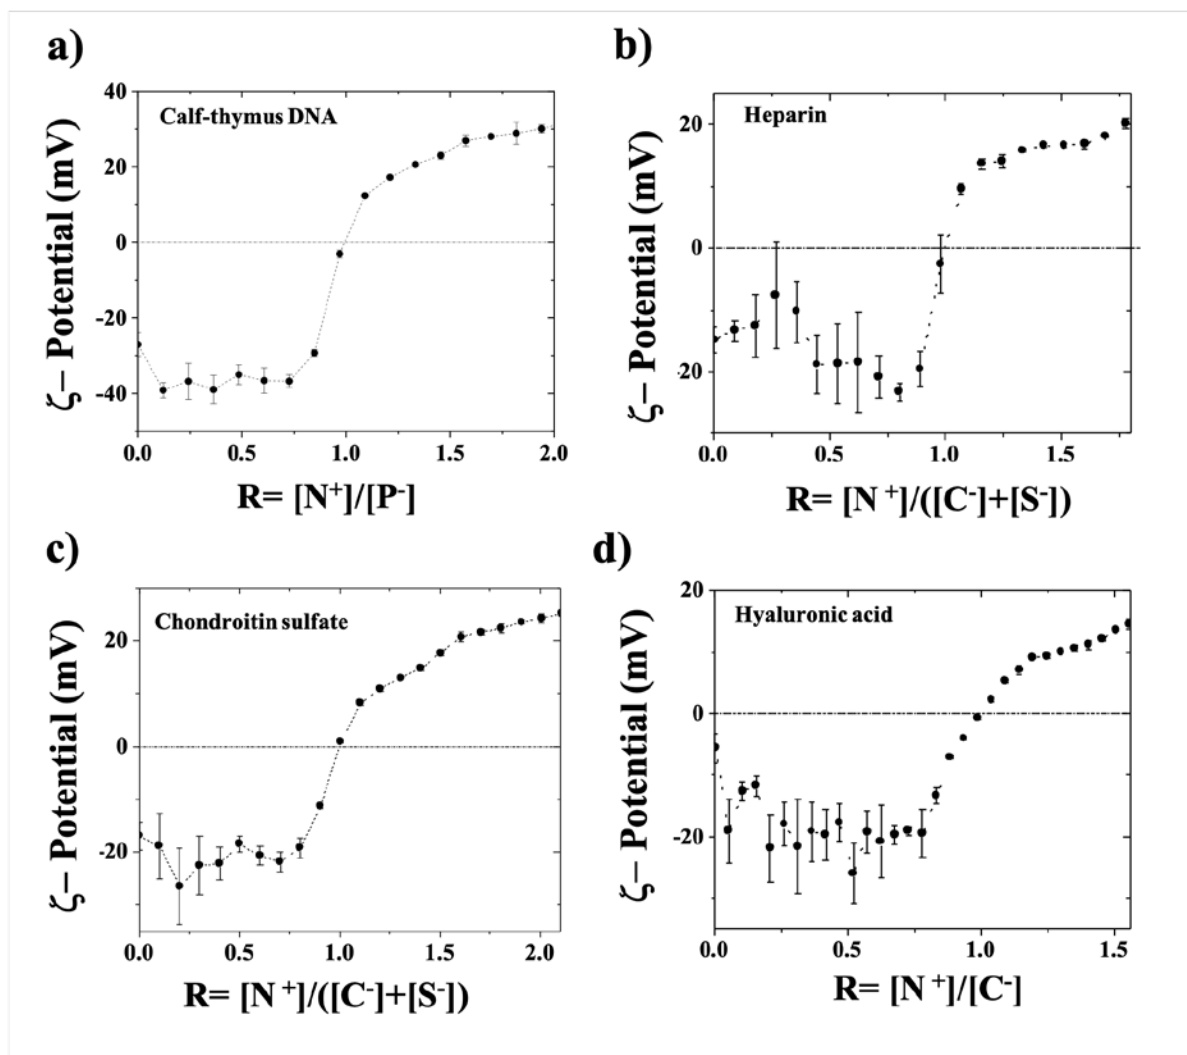 a)
Calf-thymus DNA
ζ– Potential (mV)
40
20
0
-20
-40
0.0 0.5 1.0 1.5 2.0
R= [N⁺]/[P⁻]
b)
Heparin
ζ– Potential (mV)
20
0
-20
0.0 0.5 1.0 1.5
R= [N⁺]/([C⁻]+[S⁻])
c)
Chondroitin sulfate
ζ– Potential (mV)
20
0
-20
0.0 0.5 1.0 1.5 2.0
R= [N⁺]/([C⁻]+[S⁻])
d)
Hyaluronic acid
ζ– Potential (mV)
20
0
-20
0.0 0.5 1.0 1.5
R= [N⁺]/[C⁻]